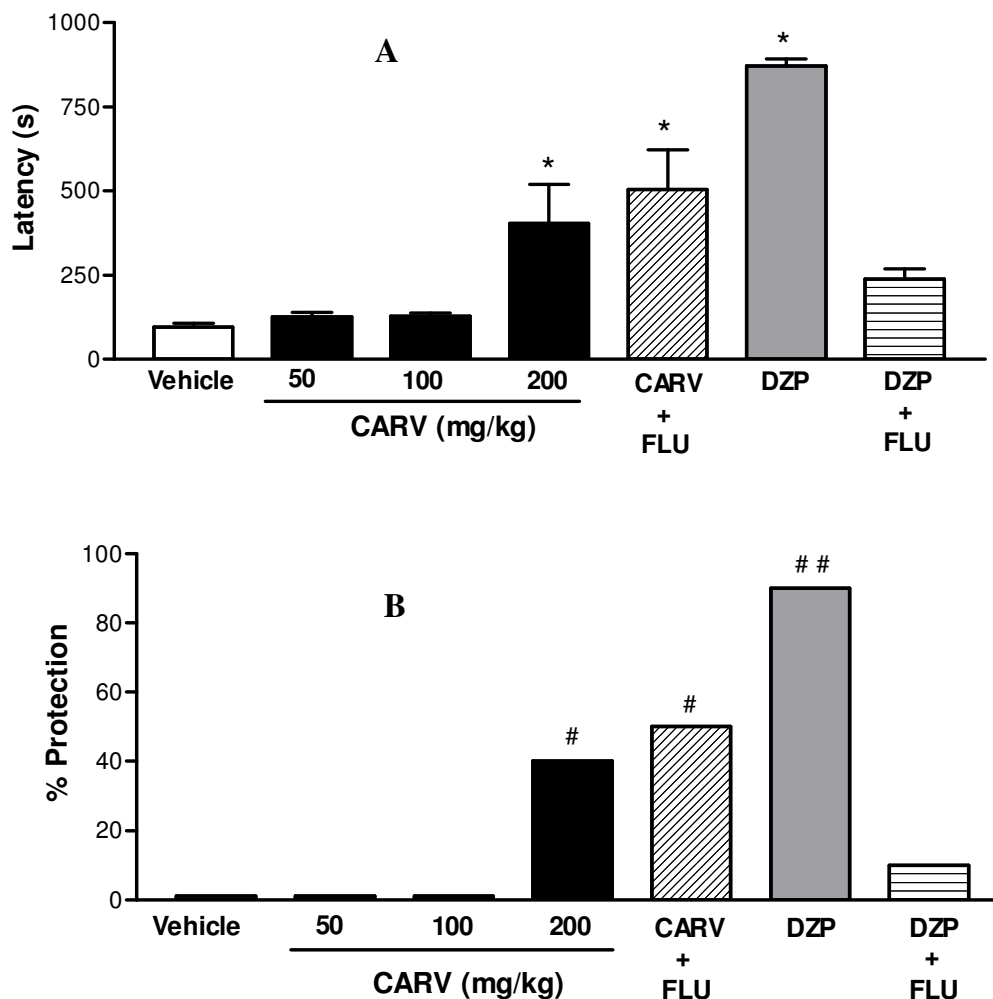 1000
A
*
*
*
*
750
500
250
0
Latency (s)
Vehicle 50 100 200 CARV DZP DZP
+ +
FLU FLU
CARV (mg/kg)
100
B
# #
#
#
80
60
40
20
0
% Protection
Vehicle 50 100 200 CARV DZP DZP
+ +
FLU FLU
CARV (mg/kg)